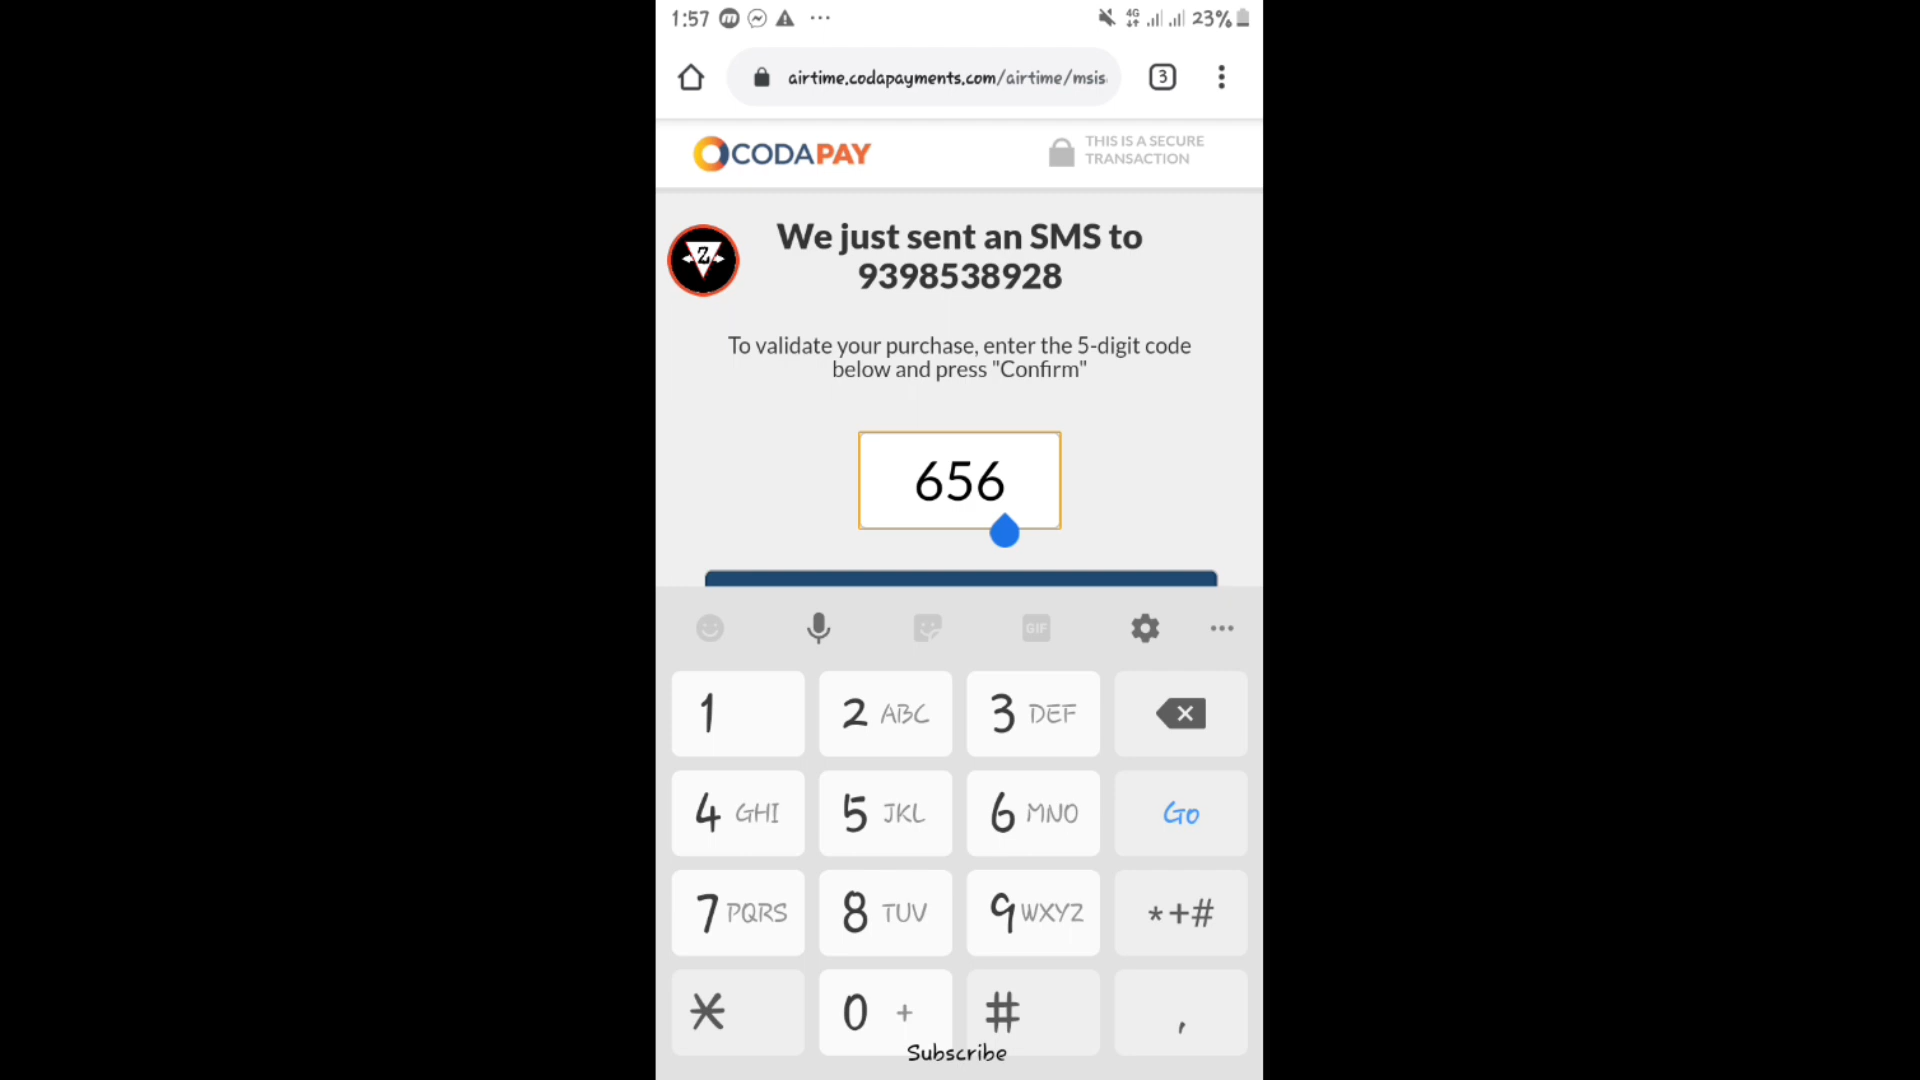 1:57 23%
4G
airtime.codapayments.com/airtime/msis
3
CODAPAY
THIS IS A SECURE
TRANSACTION
Z
We just sent an SMS to
9398538928
To validate your purchase, enter the 5-digit code
below and press "Confirm"
656
GIF
1 2 ABC 3 DEF
4 GHI 5 JKL 6 MNO Go
7 PQRS 8 TUV 9 WXYZ *+#
* 0 + # ,
Subscribe